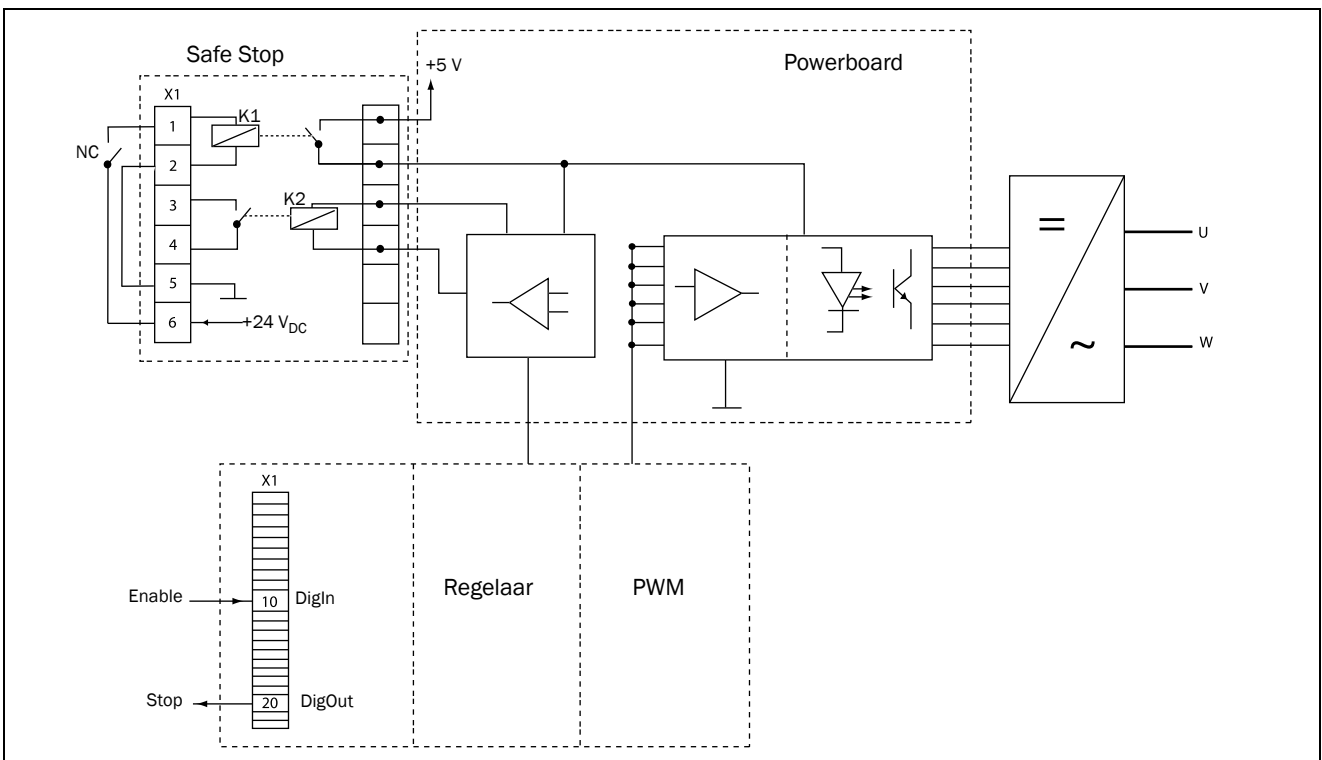 Safe Stop
Powerboard
+5 V
X1
K1
1
NC
2
K2
3
4
5
6
+24 VDC
=
~
U
V
W
X1
Enable
10
DigIn
Regelaar
PWM
Stop
20
DigOut